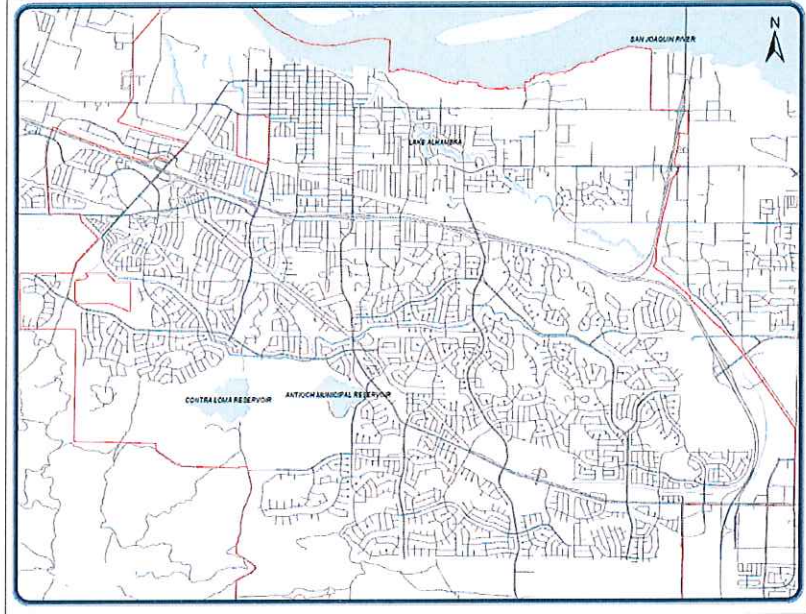 N
SAN JOAQUIN RIVER
LAKE ALHAMBRA
CONTRA LOMA RESERVOIR
ANTIOCH MUNICIPAL RESERVOIR